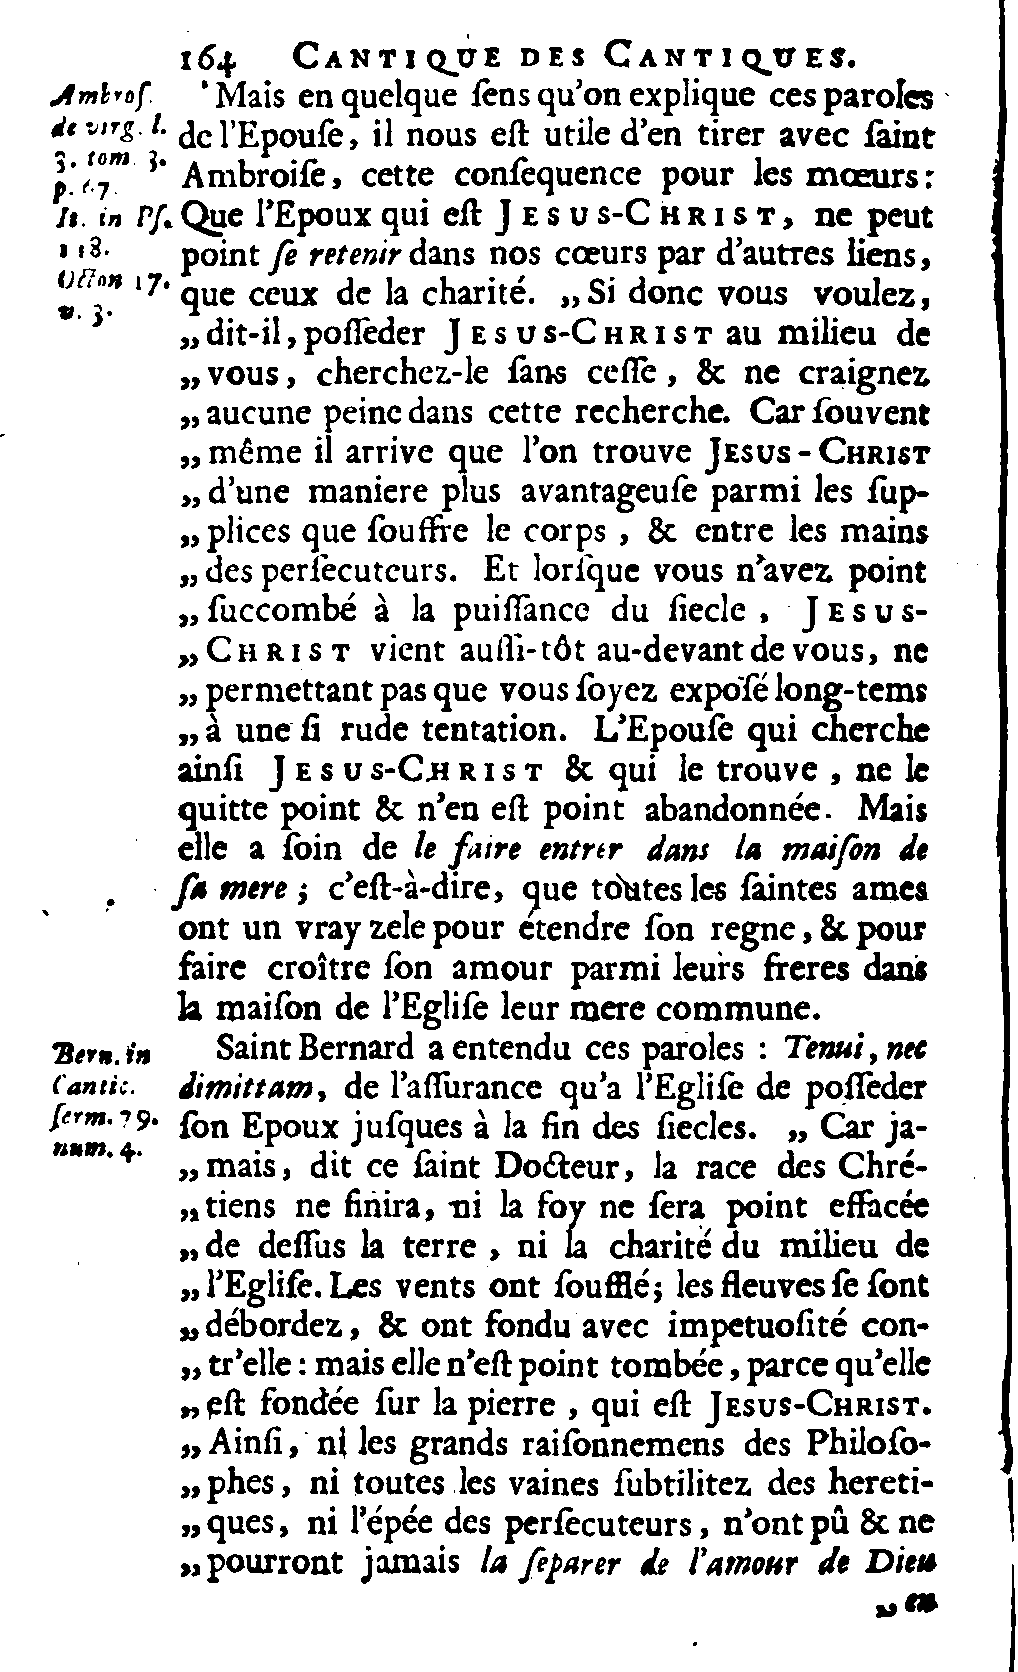 164 CANTIQUE DES CANTIQUES.
Ambroſ.
de virg. l.
3. tom. 3.
p. 67.
It. in Pſ.
118.
Octon 17.
v. 3.
Mais en quelque ſens qu'on explique ces paroles
de l'Epouſe, il nous eſt utile d'en tirer avec ſaint
Ambroiſe, cette conſequence pour les mœurs:
Que l'Epoux qui eſt JESUS-CHRIST, ne peut
point ſe retenir dans nos cœurs par d'autres liens,
que ceux de la charité. „Si donc vous voulez,
„dit-il, poſſeder JESUS-CHRIST au milieu de
„vous, cherchez-le ſans ceſſe, & ne craignez
„aucune peine dans cette recherche. Car ſouvent
„même il arrive que l'on trouve JESUS-CHRIST
„d'une maniere plus avantageuſe parmi les ſup-
„plices que ſouffre le corps, & entre les mains
„des perſecuteurs. Et lorſque vous n'avez point
„ſuccombé à la puiſſance du ſiecle, JESUS-
„CHRIST vient auſſi-tôt au-devant de vous, ne
„permettant pas que vous ſoyez expoſé long-tems
„à une ſi rude tentation. L'Epouſe qui cherche
ainſi JESUS-CHRIST & qui le trouve, ne le
quitte point & n'en eſt point abandonnée. Mais
elle a ſoin de le faire entrer dans la maiſon de
ſa mere; c'eſt-à-dire, que toutes les ſaintes ames
ont un vray zele pour étendre ſon regne, & pour
faire croître ſon amour parmi leurs freres dans
la maiſon de l'Egliſe leur mere commune.
Bern. in
Cantic.
ſerm. 79.
num. 4.
Saint Bernard a entendu ces paroles: Tenui, nec
dimittam, de l'aſſurance qu'a l'Egliſe de poſſeder
ſon Epoux juſques à la fin des ſiecles. „Car ja-
„mais, dit ce ſaint Docteur, la race des Chré-
„tiens ne finira, ni la foy ne ſera point effacée
„de deſſus la terre, ni la charité du milieu de
„l'Egliſe. Les vents ont ſoufflé; les fleuves ſe ſont
„débordez, & ont fondu avec impetuoſité con-
„tr'elle: mais elle n'eſt point tombée, parce qu'elle
„eſt fondée ſur la pierre, qui eſt JESUS-CHRIST.
„Ainſi, ni les grands raiſonnemens des Philoſo-
„phes, ni toutes les vaines ſubtilitez des hereti-
„ques, ni l'épée des perſecuteurs, n'ont pû & ne
„pourront jamais la ſeparer de l'amour de Dieu
„en